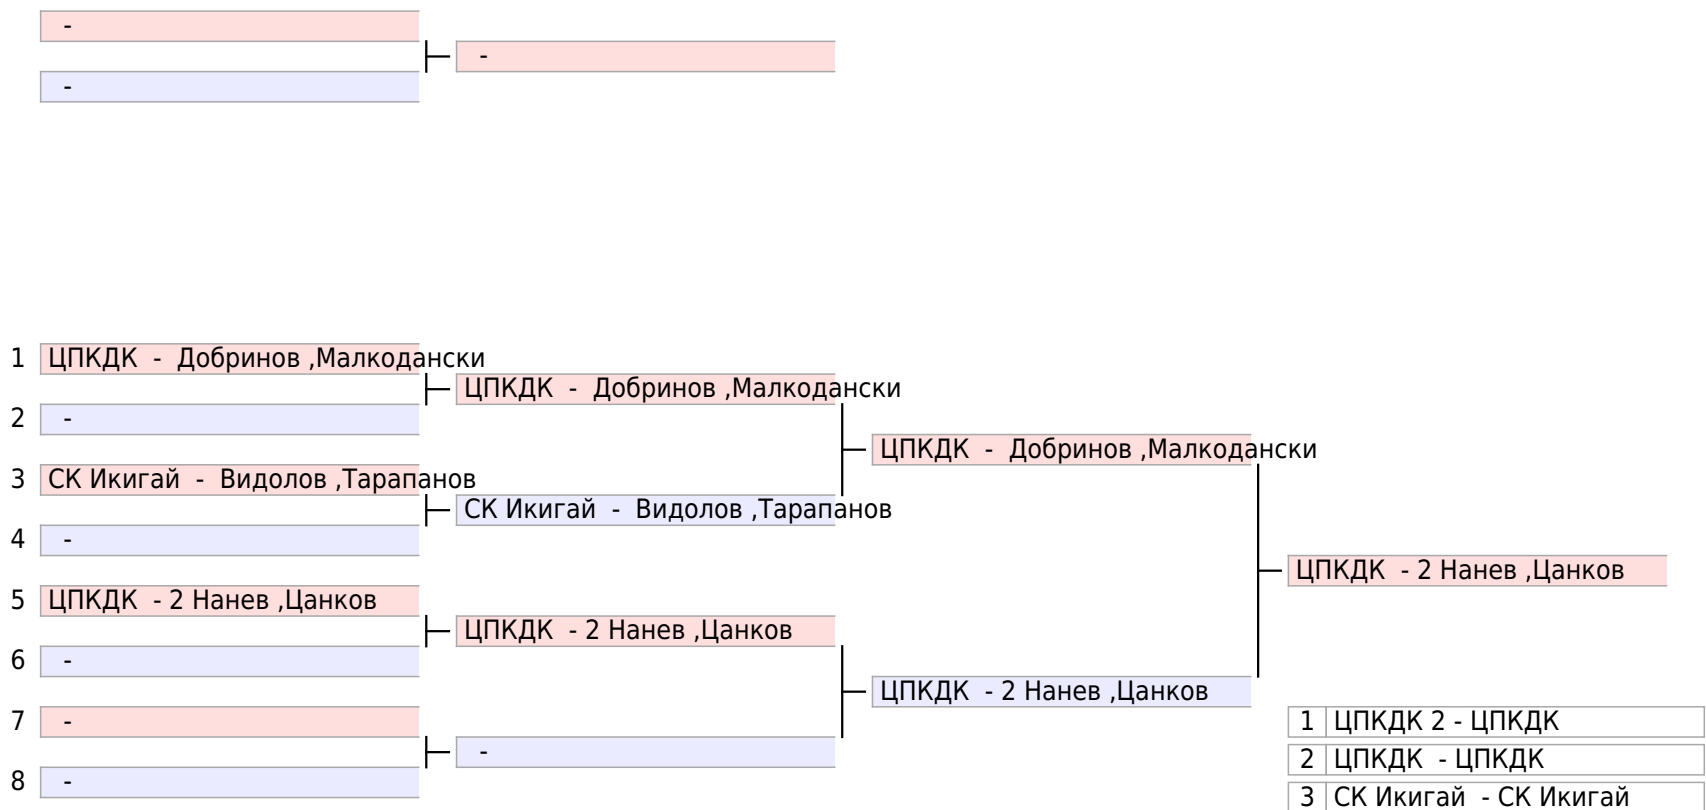 -
-
-
1 ЦПКДК - Добринов ,Малкодански
ЦПКДК - Добринов ,Малкодански
2 -
ЦПКДК - Добринов ,Малкодански
3 СК Икигай - Видолов ,Тарапанов
СК Икигай - Видолов ,Тарапанов
4 -
ЦПКДК - 2 Нанев ,Цанков
5 ЦПКДК - 2 Нанев ,Цанков
ЦПКДК - 2 Нанев ,Цанков
6 -
ЦПКДК - 2 Нанев ,Цанков
7 -
1 ЦПКДК 2 - ЦПКДК
-
2 ЦПКДК - ЦПКДК
8 -
3 СК Икигай - СК Икигай